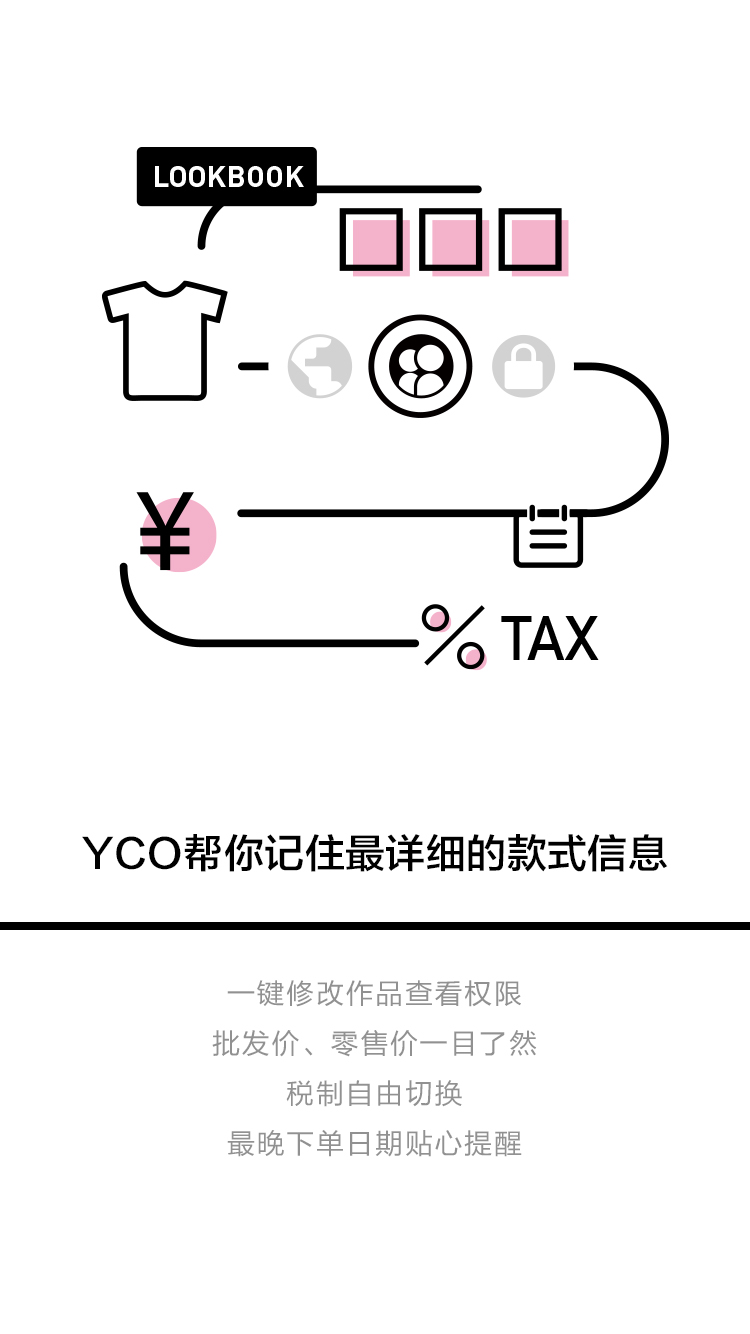 LOOKBOOK
¥
% TAX
YCO帮你记住最详细的款式信息
一键修改作品查看权限
批发价、零售价一目了然
税制自由切换
最晚下单日期贴心提醒